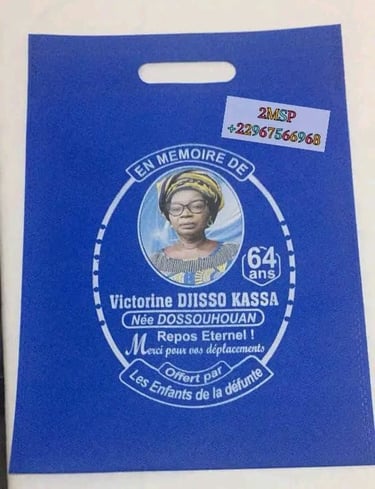 2MSP
+22967566968
EN MEMOIRE DE
64
ans
Victorine DJISSO KASSA
Née DOSSOUHOUAN
Repos Eternel !
Merci pour vos déplacements
Offert par
Les Enfants de la défunte